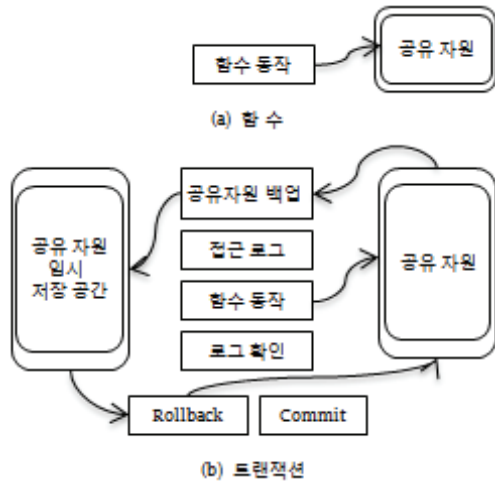 공유 자원
함수 동작
(a) 함 수
공유자원 백업
공유 자원
임시
저장 공간
접근 로그
공유 자원
함수 동작
로그 확인
Rollback
Commit
(b) 트랜잭션